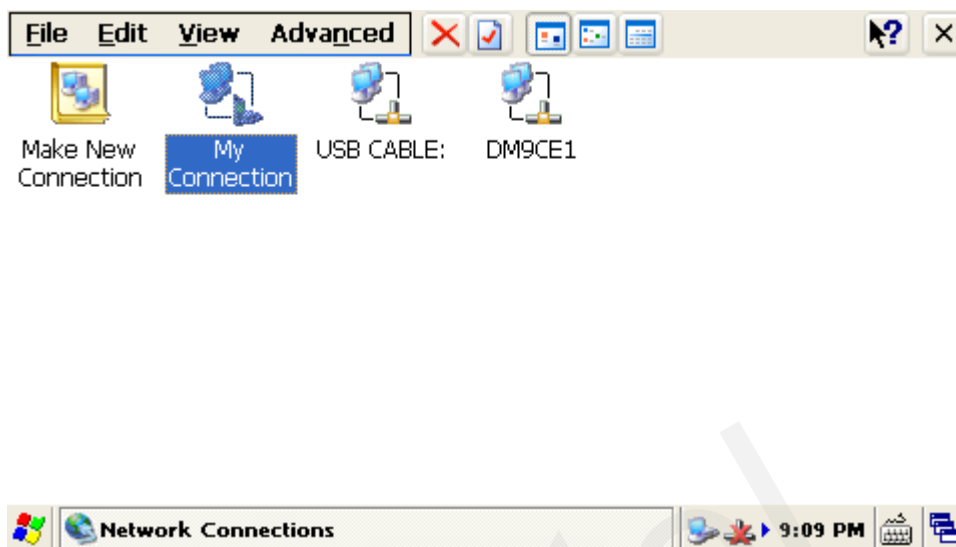 File Edit View Advanced
Make New Connection
My Connection
USB CABLE:
DM9CE1
Network Connections
9:09 PM